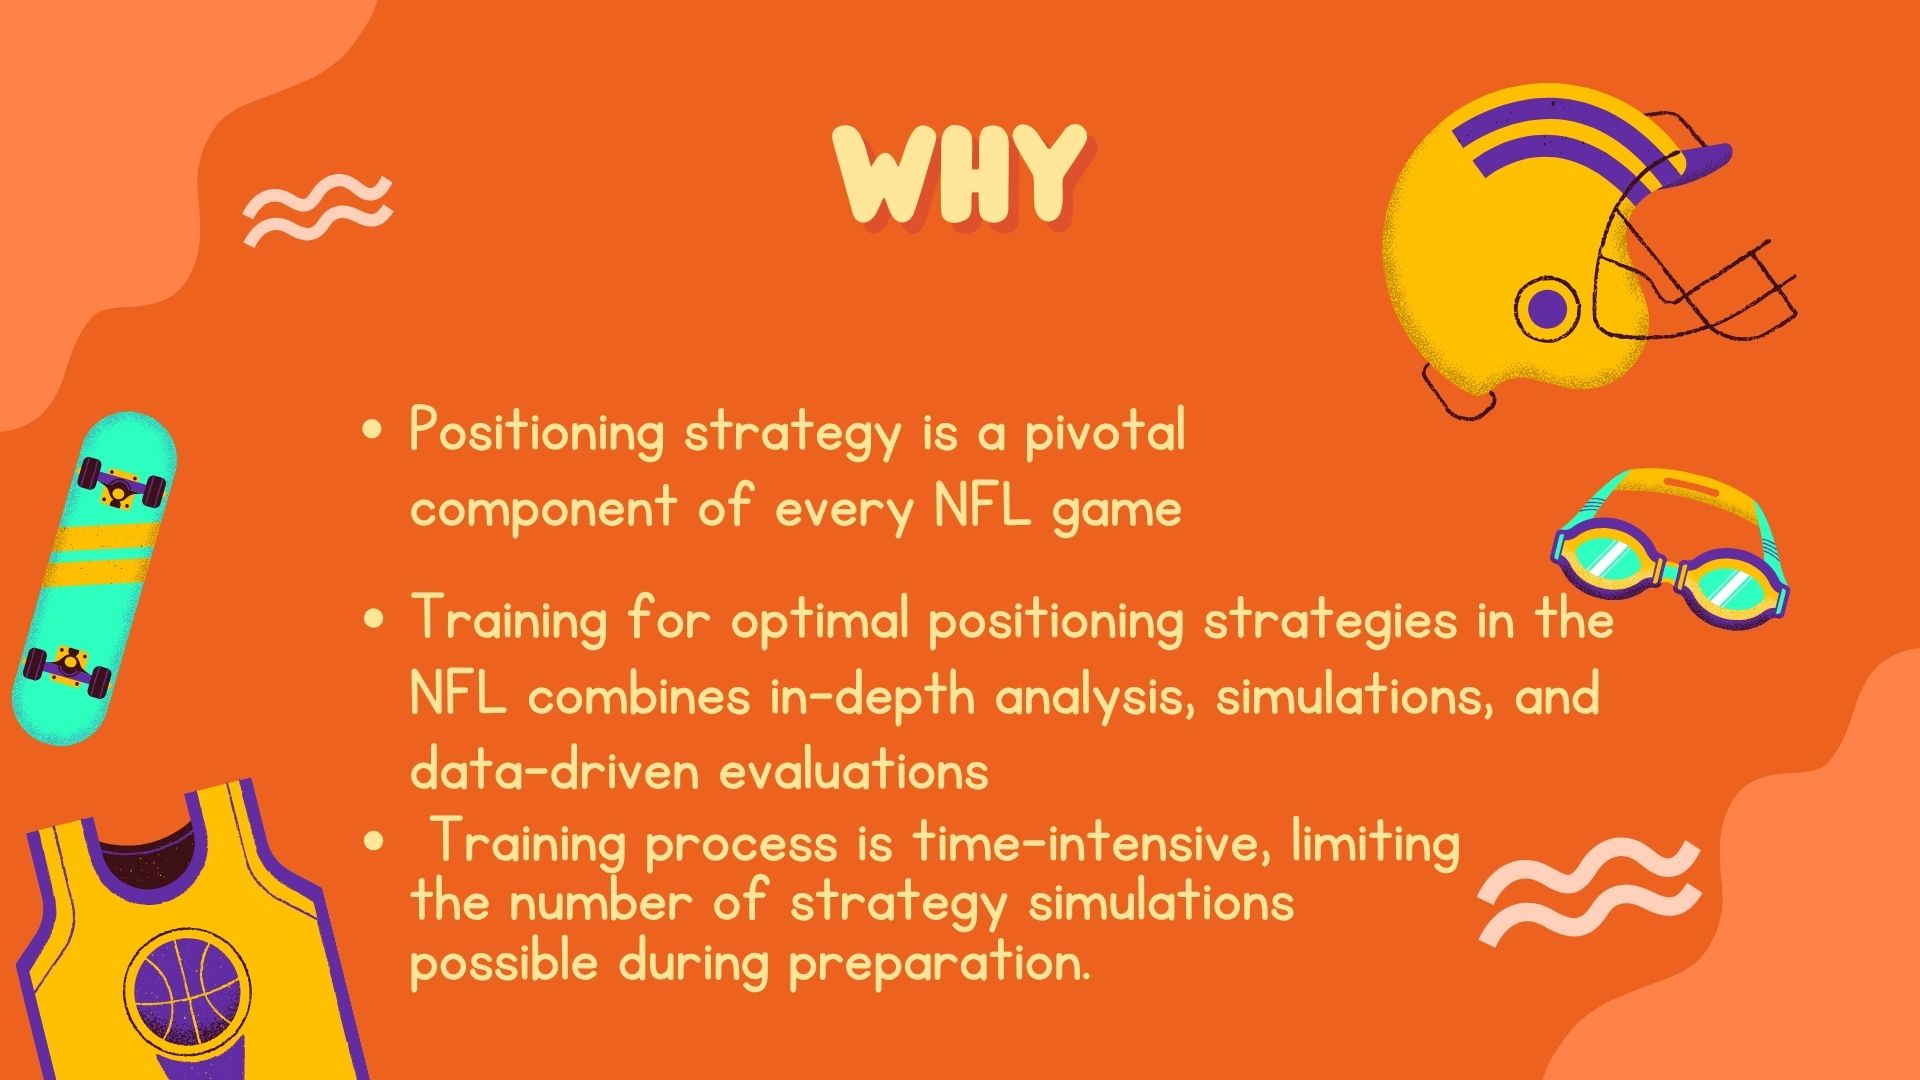 WHY
• Positioning strategy is a pivotal
component of every NFL game
• Training for optimal positioning strategies in the
NFL combines in-depth analysis, simulations, and
data-driven evaluations
• Training process is time-intensive, limiting
the number of strategy simulations
possible during preparation.